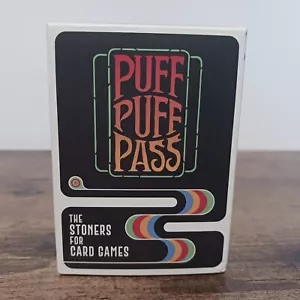 PUFF
PUFF
PASS
THE
STONERS
FOR
CARD GAMES